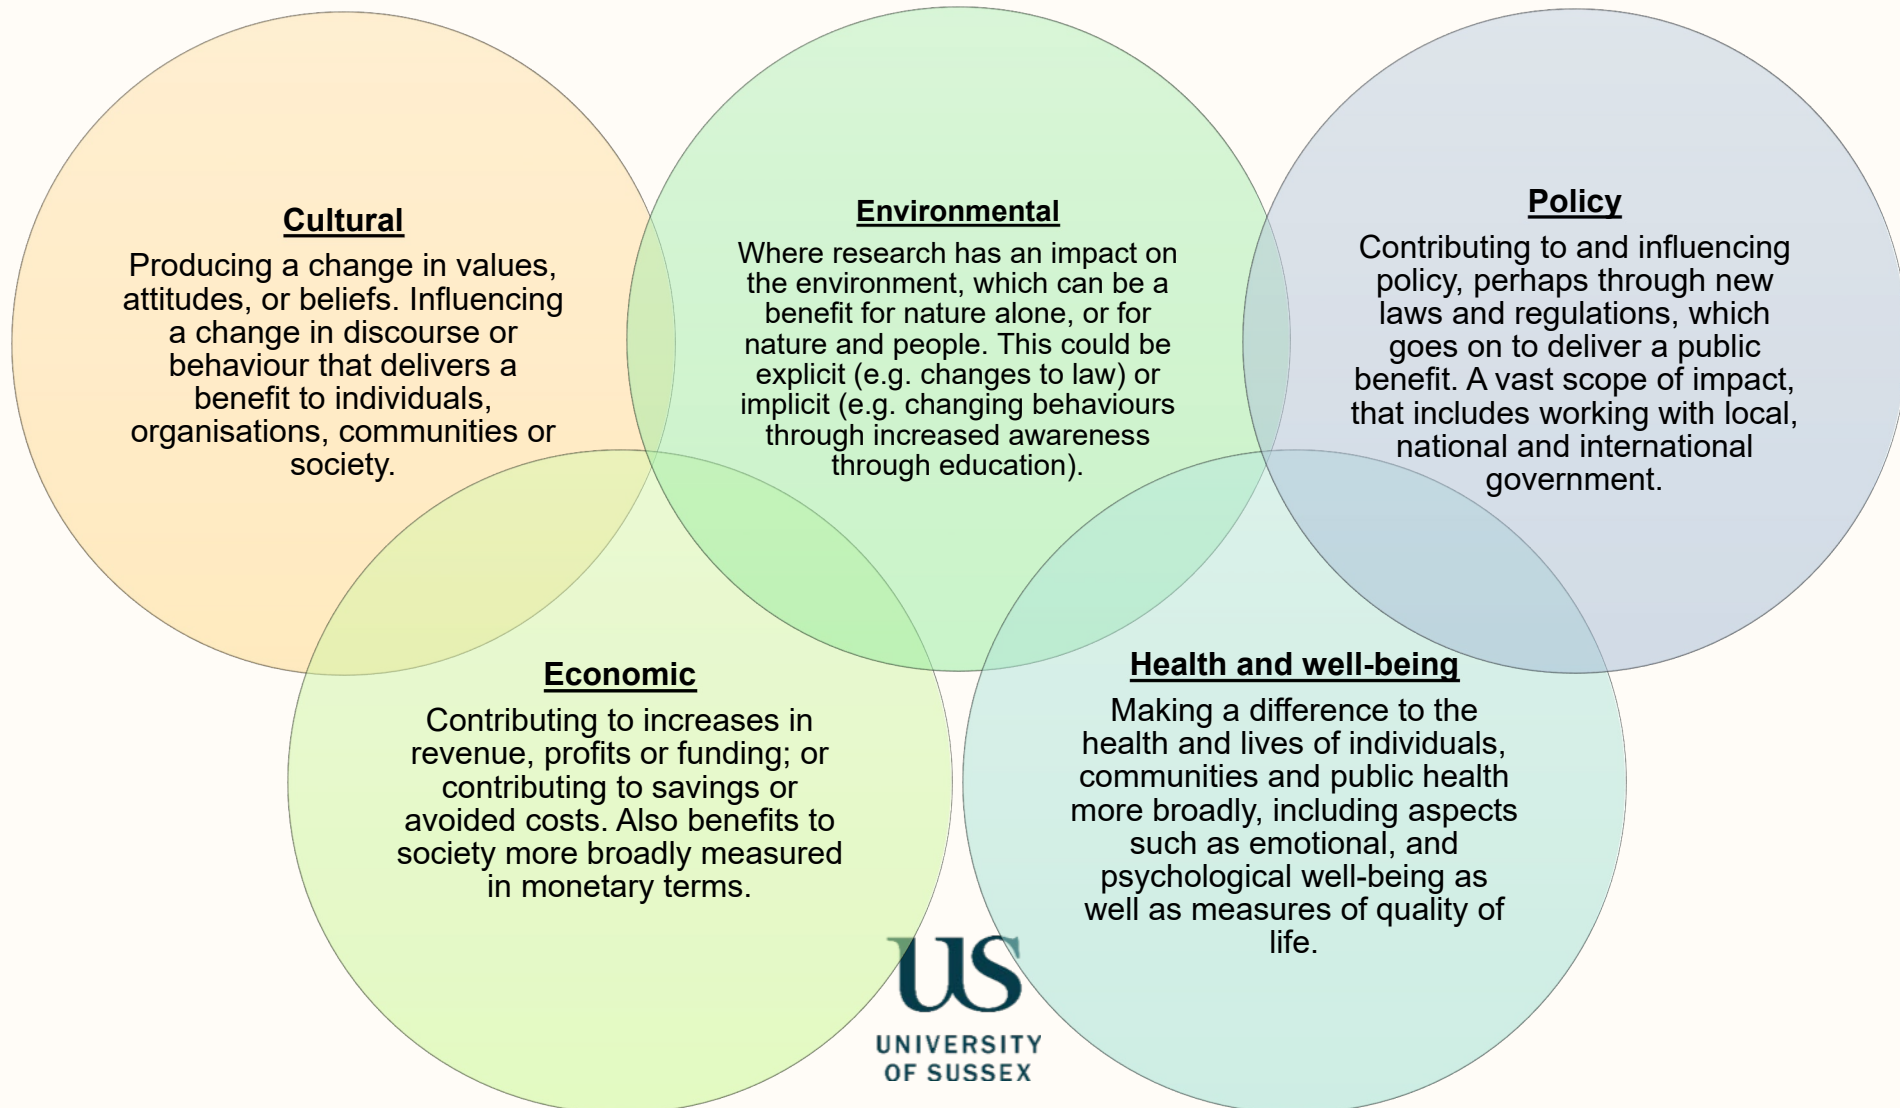 Cultural
Producing a change in values,
attitudes, or beliefs. Influencing
a change in discourse or
behaviour that delivers a
benefit to individuals,
organisations, communities or
society.
Environmental
Where research has an impact on
the environment, which can be a
benefit for nature alone, or for
nature and people. This could be
explicit (e.g. changes to law) or
implicit (e.g. changing behaviours
through increased awareness
through education).
Policy
Contributing to and influencing
policy, perhaps through new
laws and regulations, which
goes on to deliver a public
benefit. A vast scope of impact,
that includes working with local,
national and international
government.
Economic
Contributing to increases in
revenue, profits or funding; or
contributing to savings or
avoided costs. Also benefits to
society more broadly measured
in monetary terms.
Health and well-being
Making a difference to the
health and lives of individuals,
communities and public health
more broadly, including aspects
such as emotional, and
psychological well-being as
well as measures of quality of
life.
US
UNIVERSITY
OF SUSSEX